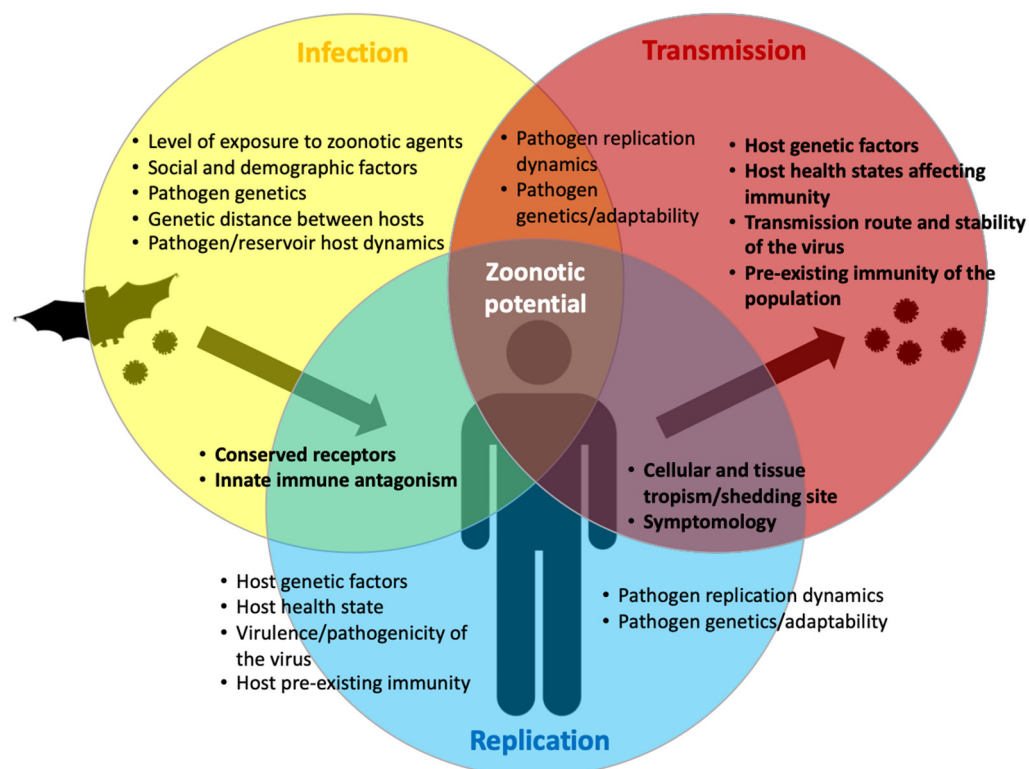 Infection
Transmission
• Level of exposure to zoonotic agents
• Social and demographic factors
• Pathogen genetics
• Genetic distance between hosts
• Pathogen/reservoir host dynamics
• Pathogen replication
dynamics
• Pathogen
genetics/adaptability
• Host genetic factors
• Host health states affecting
immunity
• Transmission route and stability
of the virus
• Pre-existing immunity of the
population
Zoonotic
potential
• Conserved receptors
• Innate immune antagonism
• Cellular and tissue
tropism/shedding site
• Symptomology
• Host genetic factors
• Host health state
• Virulence/pathogenicity of
the virus
• Host pre-existing immunity
• Pathogen replication dynamics
• Pathogen genetics/adaptability
Replication